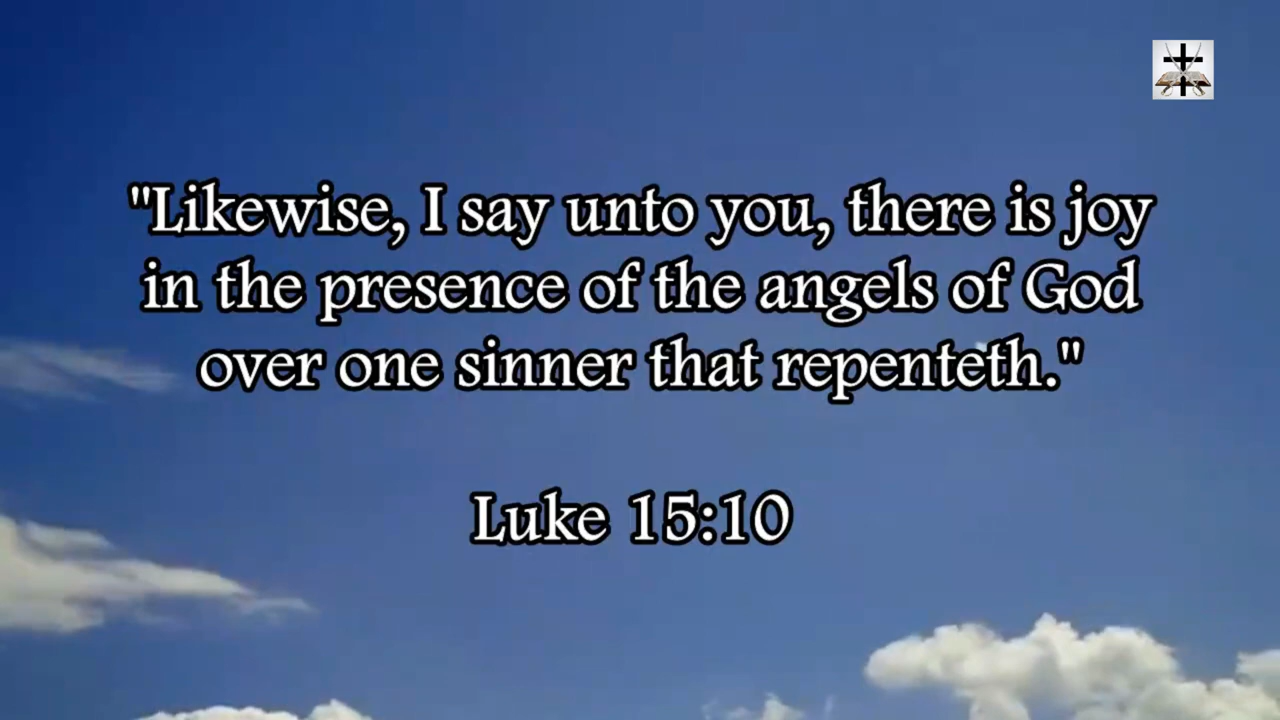 "Likewise, I say unto you, there is joy
in the presence of the angels of God
over one sinner that repenteth."
Luke 15:10